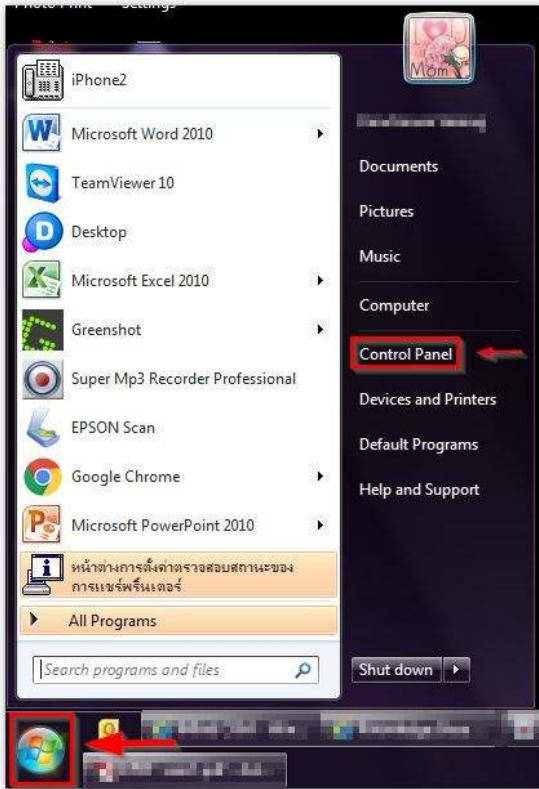 Photo Print
Settings
Mom
iPhone2
Microsoft Word 2010
TeamViewer 10
Desktop
Microsoft Excel 2010
Greenshot
Super Mp3 Recorder Professional
EPSON Scan
Google Chrome
Microsoft PowerPoint 2010
หน้าต่างการตั้งค่าตรวจสอบสถานะของ
การแชร์พริ้นเตอร์
All Programs
Search programs and files
Documents
Pictures
Music
Computer
Control Panel
Devices and Printers
Default Programs
Help and Support
Shut down